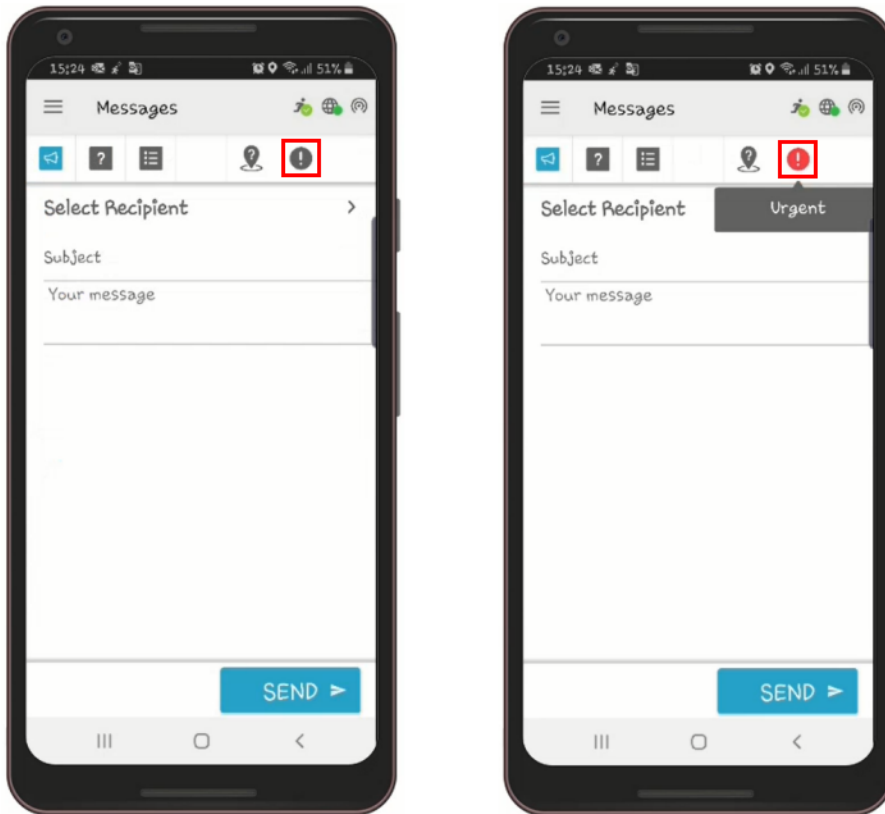 15:24 51%
Messages
?
?
!
Select Recipient
Subject
Your message
SEND
15:24 51%
Messages
?
?
!
Select Recipient
Urgent
Subject
Your message
SEND